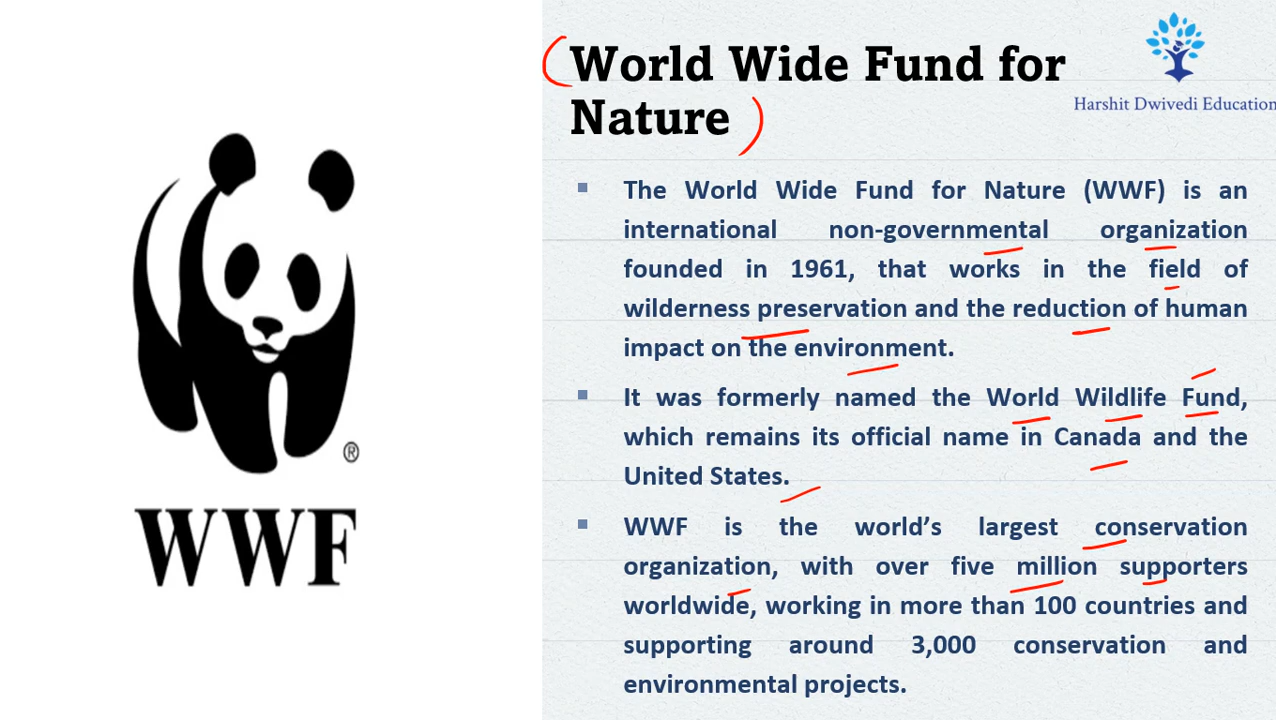 World Wide Fund for
Nature
Harshit Dwivedi Education
▪ The World Wide Fund for Nature (WWF) is an
international non-governmental organization
founded in 1961, that works in the field of
wilderness preservation and the reduction of human
impact on the environment.
▪ It was formerly named the World Wildlife Fund,
which remains its official name in Canada and the
United States.
▪ WWF is the world’s largest conservation
organization, with over five million supporters
worldwide, working in more than 100 countries and
supporting around 3,000 conservation and
environmental projects.
®
WWF